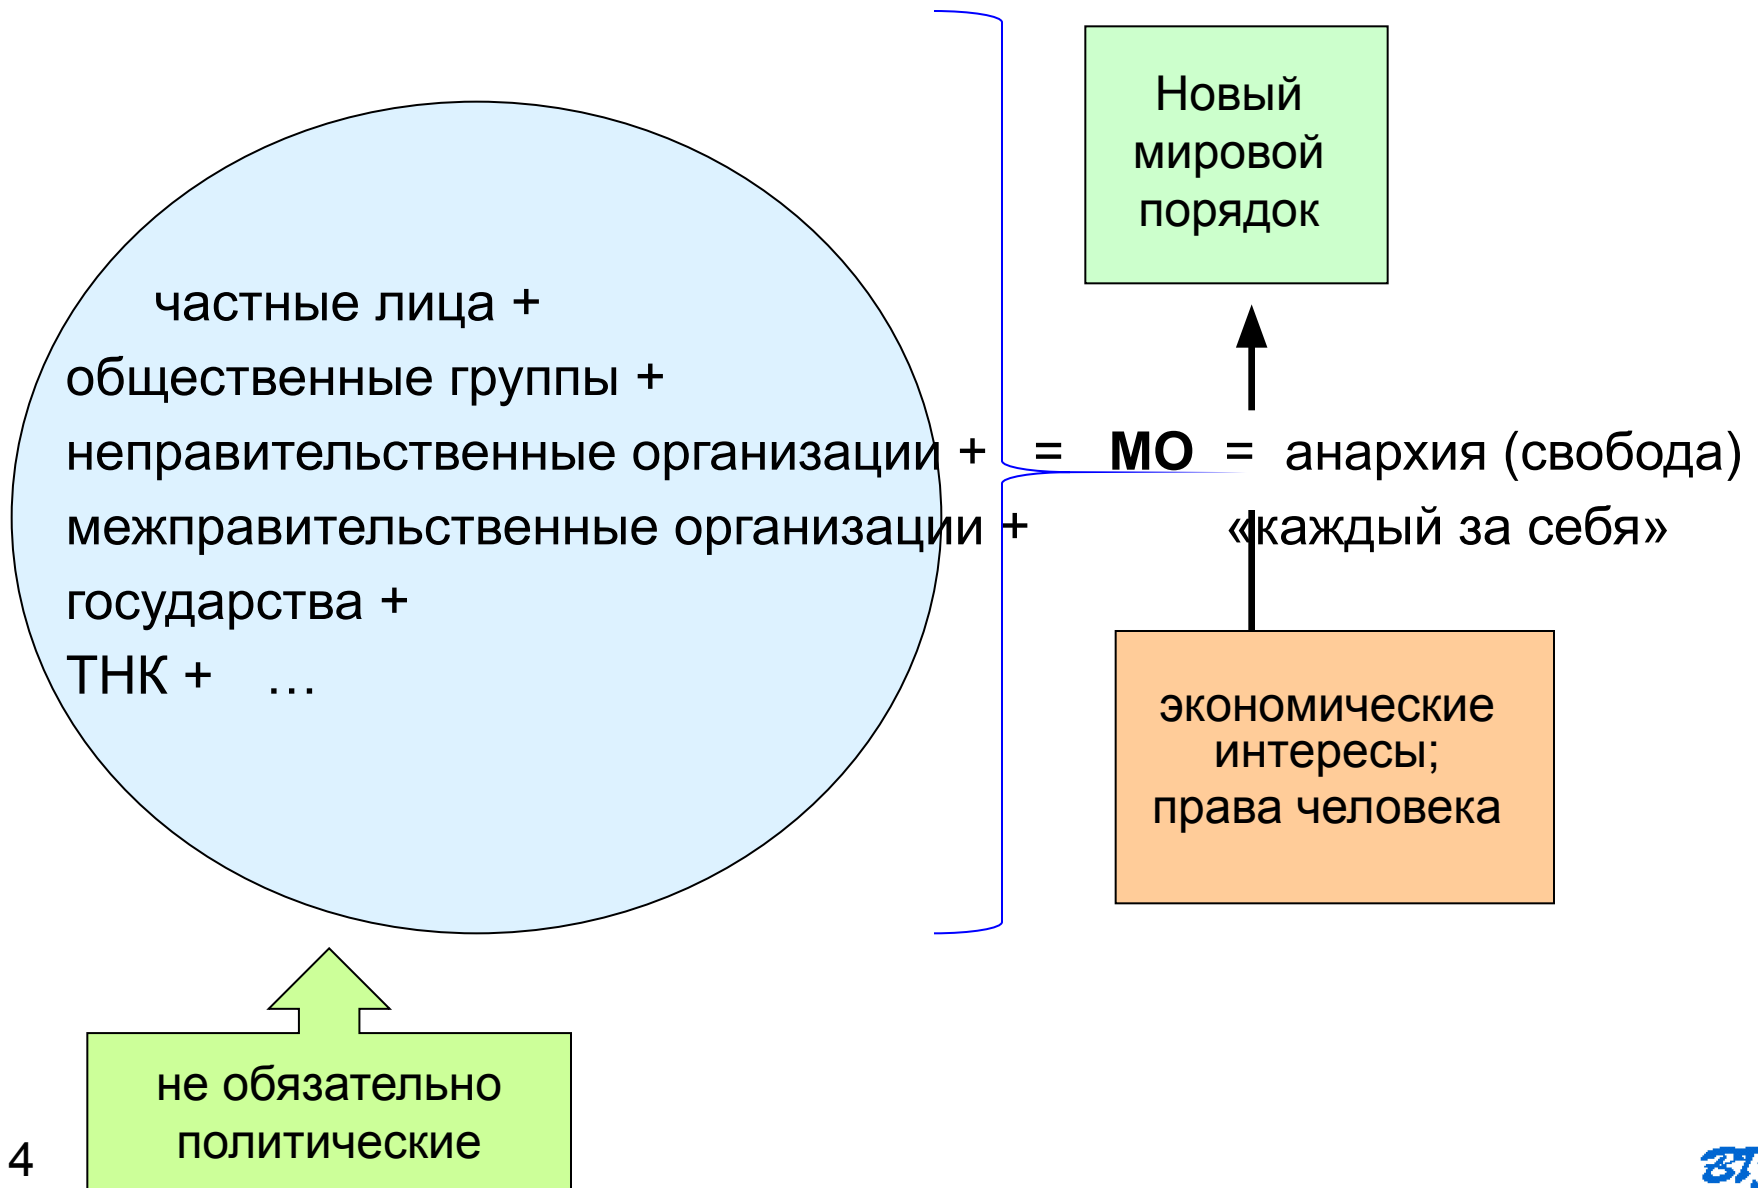 Новый
мировой
порядок
частные лица +
общественные группы +
неправительственные организации + = МО = анархия (свобода)
межправительственные организации + «каждый за себя»
государства +
ТНК + …
экономические
интересы;
права человека
не обязательно
политические
4